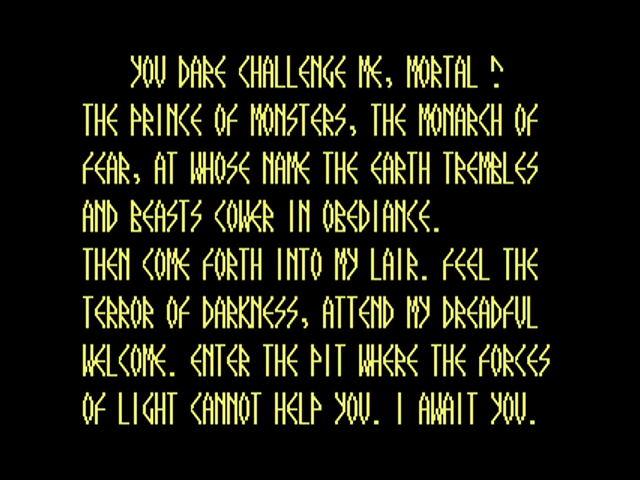 YOU DARE CHALLENGE ME, MORTAL ?
THE PRINCE OF MONSTERS, THE MONARCH OF
FEAR, AT WHOSE NAME THE EARTH TREMBLES
AND BEASTS COWER IN OBEDIANCE.
THEN COME FORTH INTO MY LAIR. FEEL THE
TERROR OF DARKNESS, ATTEND MY DREADFUL
WELCOME. ENTER THE PIT WHERE THE FORCES
OF LIGHT CANNOT HELP YOU. I AWAIT YOU.